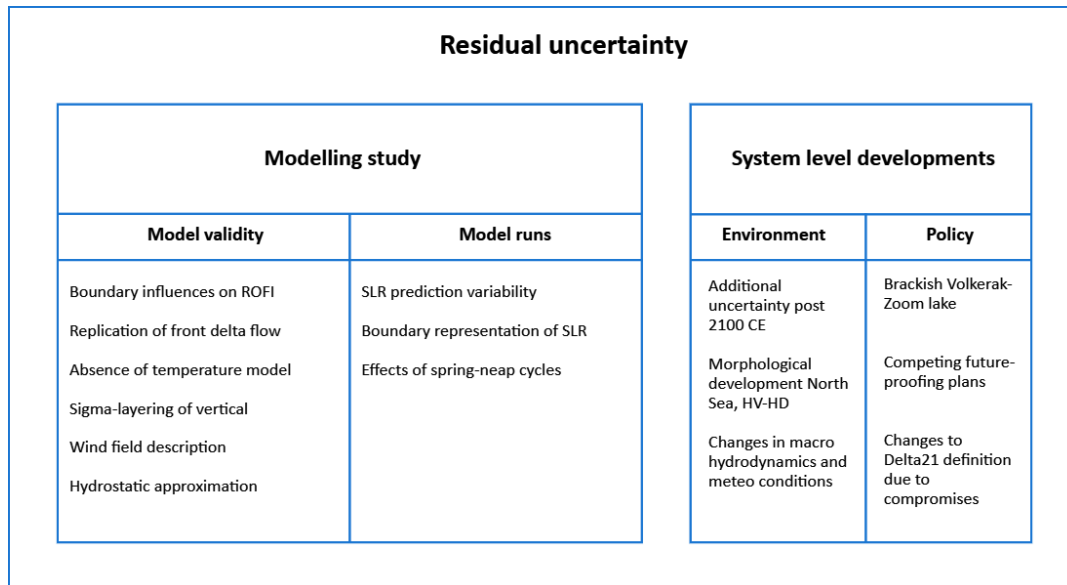 Residual uncertainty
Modelling study
Model validity
Boundary influences on ROFI
Replication of front delta flow
Absence of temperature model
Sigma-layering of vertical
Wind field description
Hydrostatic approximation
Model runs
SLR prediction variability
Boundary representation of SLR
Effects of spring-neap cycles
System level developments
Environment
Additional
uncertainty post
2100 CE
Morphological
development North
Sea, HV-HD
Changes in macro
hydrodynamics and
meteo conditions
Policy
Brackish Volkerak-
Zoom lake
Competing future-
proofing plans
Changes to
Delta21 definition
due to
compromises